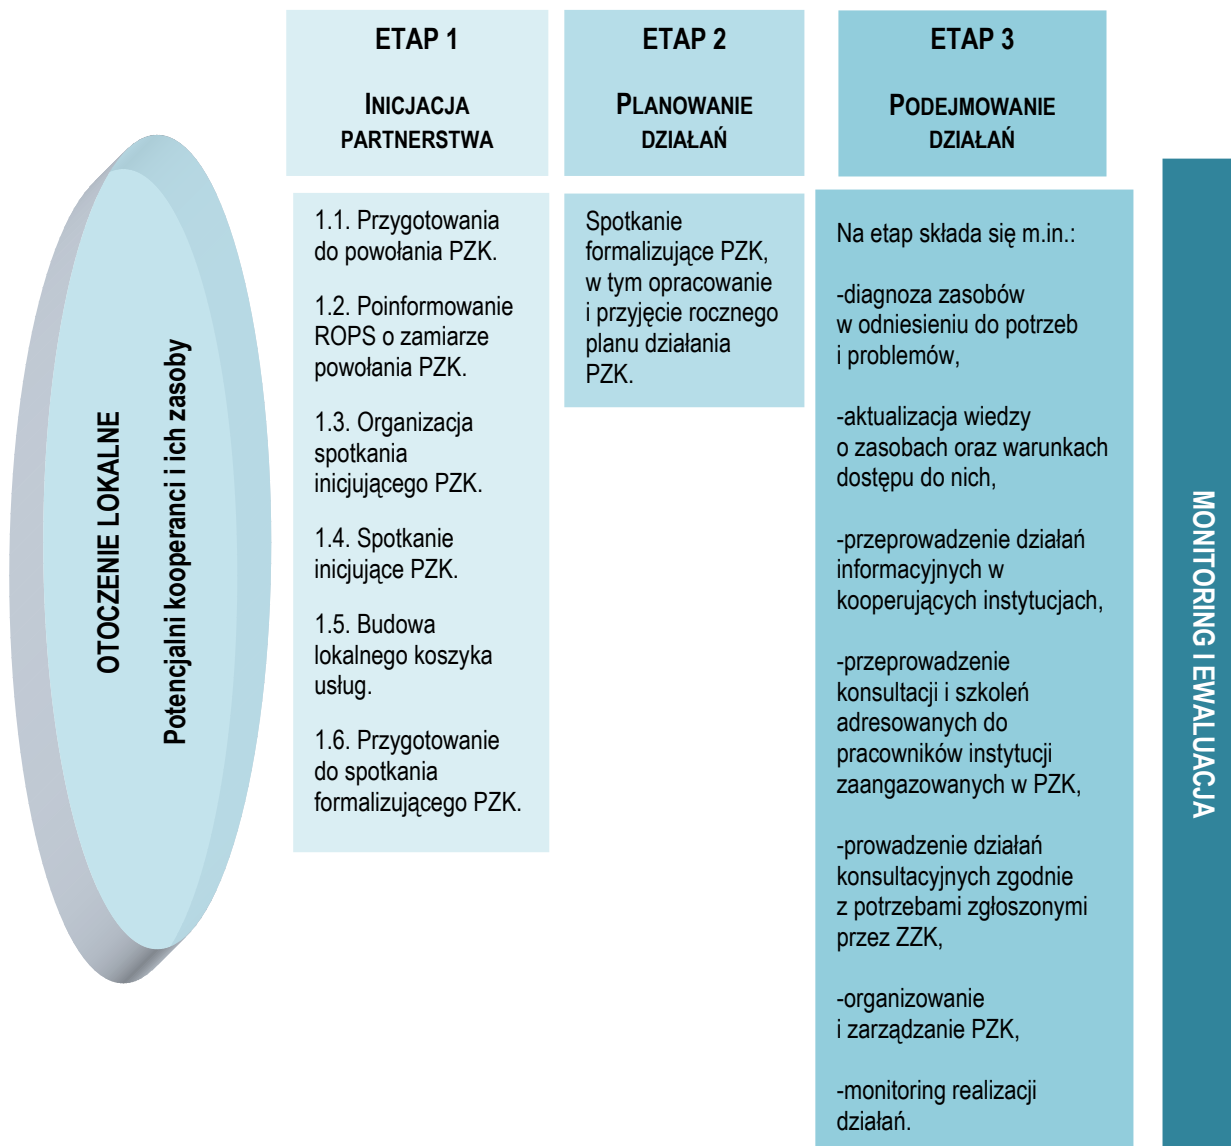 OTOCZENIE LOKALNE
Potencjalni kooperanci i ich zasoby
ETAP 1
INICJACJA
PARTNERSTWA
1.1. Przygotowania
do powołania PZK.
1.2. Poinformowanie
ROPS o zamiarze
powołania PZK.
1.3. Organizacja
spotkania
inicjującego PZK.
1.4. Spotkanie
inicjujące PZK.
1.5. Budowa
lokalnego koszyka
usług.
1.6. Przygotowanie
do spotkania
formalizującego PZK.
ETAP 2
PLANOWANIE
DZIAŁAŃ
Spotkanie
formalizujące PZK,
w tym opracowanie
i przyjęcie rocznego
planu działania
PZK.
ETAP 3
PODEJMOWANIE
DZIAŁAŃ
Na etap składa się m.in.:
-diagnoza zasobów
w odniesieniu do potrzeb
i problemów,
-aktualizacja wiedzy
o zasobach oraz warunkach
dostępu do nich,
-przeprowadzenie działań
informacyjnych w
kooperujących instytucjach,
-przeprowadzenie
konsultacji i szkoleń
adresowanych do
pracowników instytucji
zaangazowanych w PZK,
-prowadzenie działań
konsultacyjnych zgodnie
z potrzebami zgłoszonymi
przez ZZK,
-organizowanie
i zarządzanie PZK,
-monitoring realizacji
działań.
MONITORING I EWALUACJA